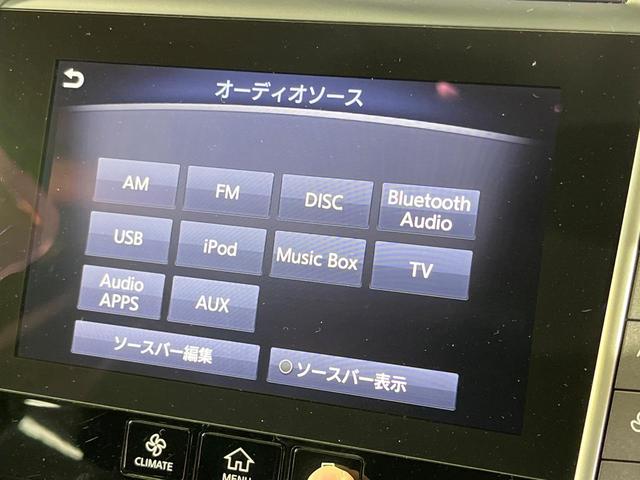 オーディオソース
AM
FM
DISC
Bluetooth
Audio
USB
iPod
Music Box
TV
Audio
APPS
AUX
ソースバー編集
ソースバー表示
CLIMATE
MENU